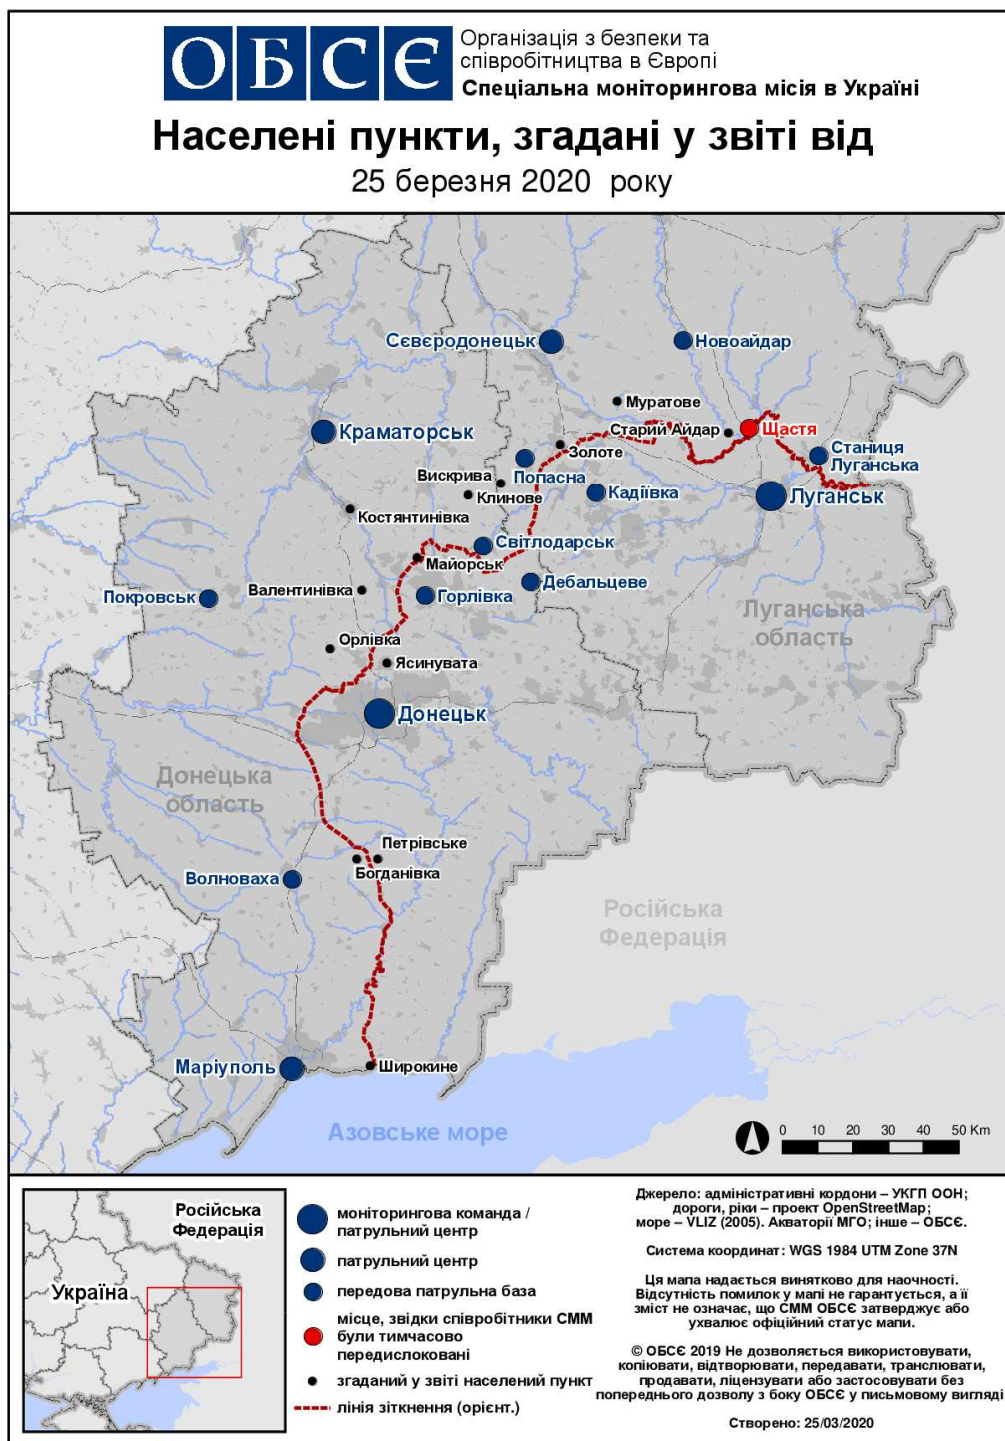 ОБСЄ
Організація з безпеки та
співробітництва в Європі
Спеціальна моніторингова місія в Україні
Населені пункти, згадані у звіті від
25 березня 2020 року
Сєвєродонецьк
Новоайдар
Муратове
Краматорськ
Старий Айдар
Щастя
Золоте
Станиця
Луганська
Попасна
Вискрива
Клинове
Кадіївка
Луганськ
Костянтинівка
Світлодарськ
Майорськ
Дебальцеве
Валентинівка
Горлівка
Покровськ
Луганська
область
Орлівка
Ясинувата
Донецьк
Донецька
область
Петрівське
Богданівка
Волноваха
Російська
Федерація
Маріуполь
Широкине
Азовське море
0 10 20 30 40 50 Km
Російська
Федерація
Україна
моніторингова команда /
патрульний центр
патрульний центр
передова патрульна база
місце, звідки співробітники СММ
були тимчасово
передислоковані
згаданий у звіті населений пункт
лінія зіткнення (орієнт.)
Джерело: адміністративні кордони – УКГП ООН;
дороги, ріки – проект OpenStreetMap;
море – VLIZ (2005). Акваторії МГО; інше – ОБСЄ.
Система координат: WGS 1984 UTM Zone 37N
Ця мапа надається винятково для наочності.
Відсутність помилок у мапі не гарантується, а її
зміст не означає, що СММ ОБСЄ затверджує або
ухвалює офіційний статус мапи.
© ОБСЄ 2019 Не дозволяється використовувати,
копіювати, відтворювати, передавати, транслювати,
продавати, ліцензувати або застосовувати без
попереднього дозволу з боку ОБСЄ у письмовому вигляді
Створено: 25/03/2020